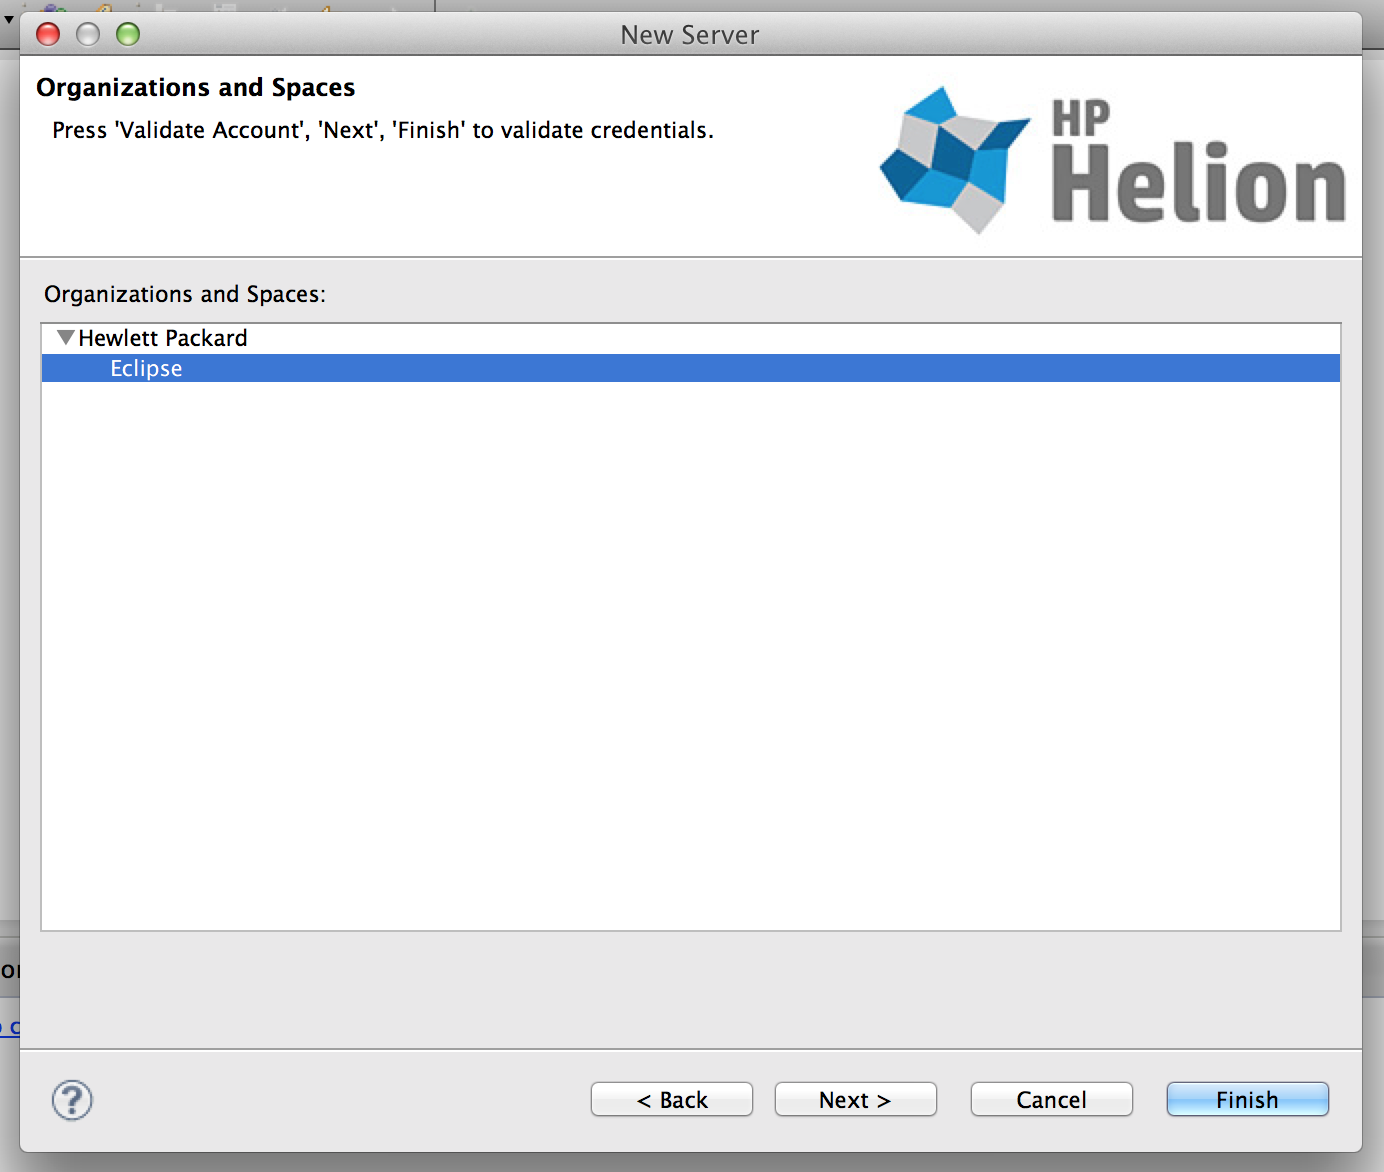 New Server
Organizations and Spaces
Press 'Validate Account', 'Next', 'Finish' to validate credentials.
HP
Helion
Organizations and Spaces:
Hewlett Packard
Eclipse
?
< Back
Next >
Cancel
Finish